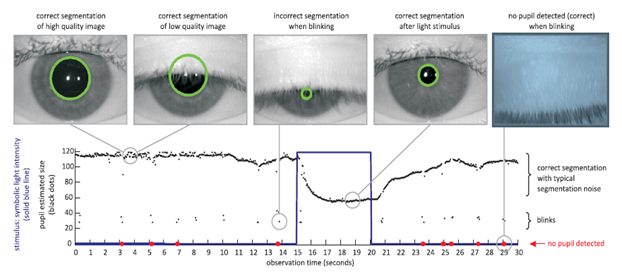 correct segmentation
of high quality image
correct segmentation
of low quality image
incorrect segmentation
when blinking
correct segmentation
after light stimulus
no pupil detected (correct)
when blinking
stimulus: symbolic light intensity
(solid blue line)
pupil estimated size
(black dots)
120
100
80
60
40
20
0
correct segmentation
with typical
segmentation noise
blinks
no pupil detected
0 1 2 3 4 5 6 7 8 9 10 11 12 13 14 15 16 17 18 19 20 21 22 23 24 25 26 27 28 29 30
observation time (seconds)